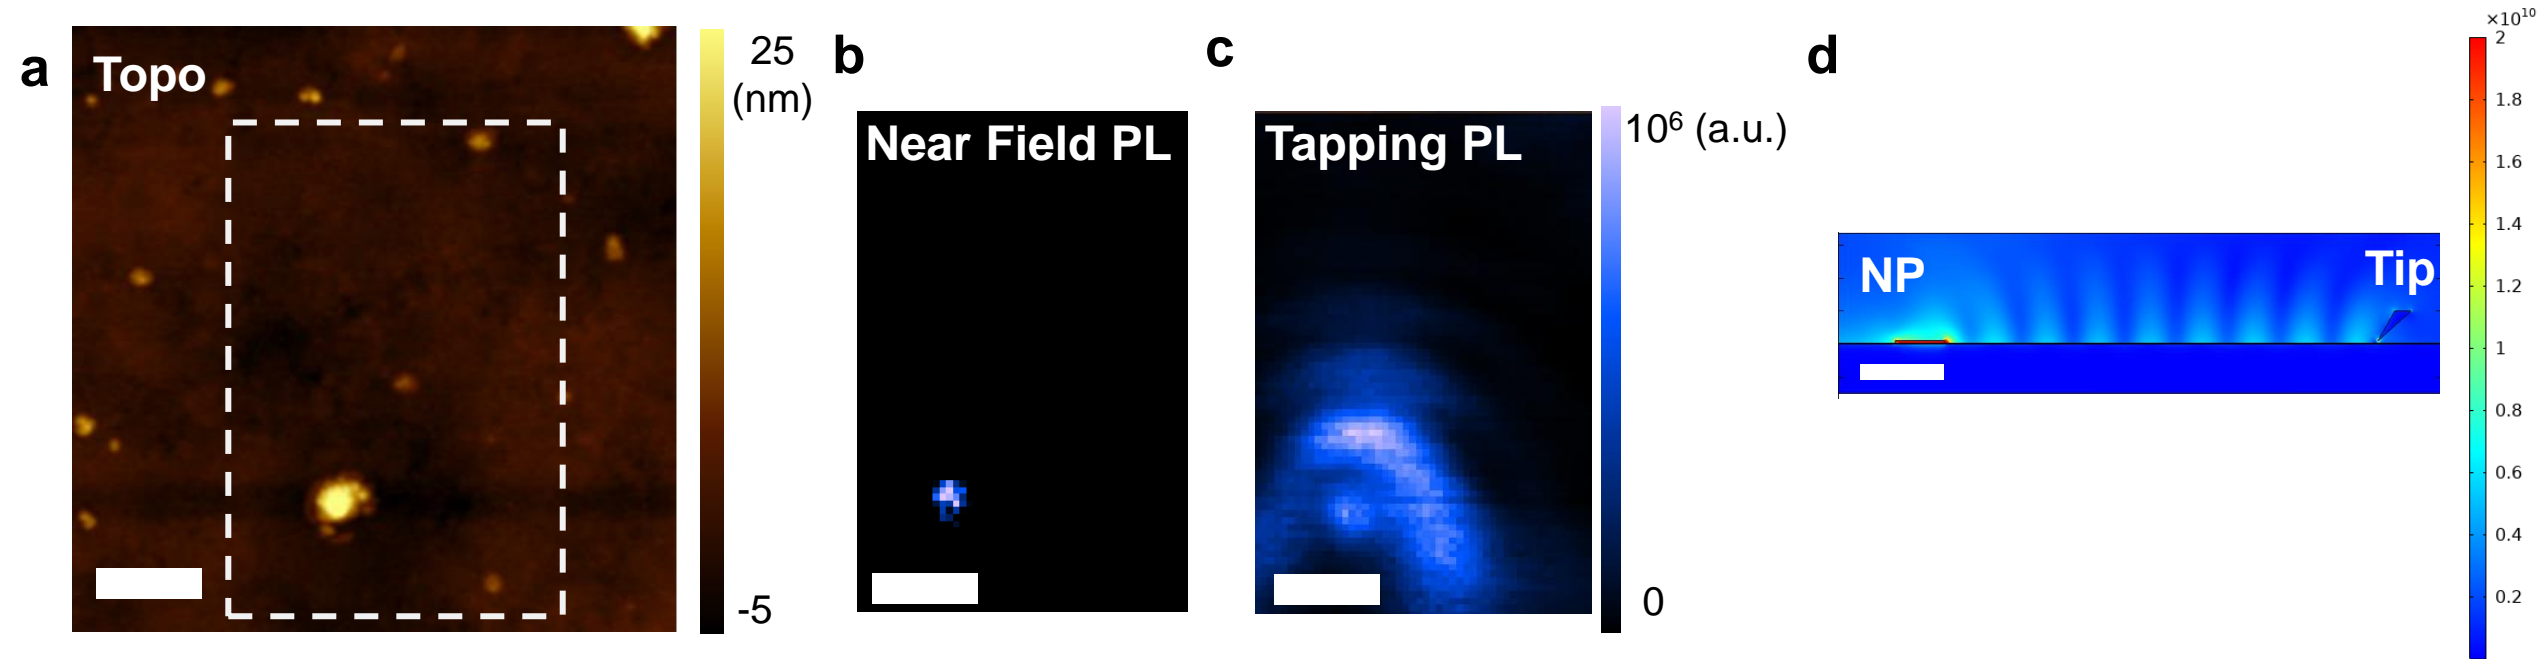 a
Topo
25
(nm)
-5
b
Near Field PL
c
Tapping PL
10⁶ (a.u.)
0
d
NP
Tip
×10¹⁰
2
1.8
1.6
1.4
1.2
1
0.8
0.6
0.4
0.2